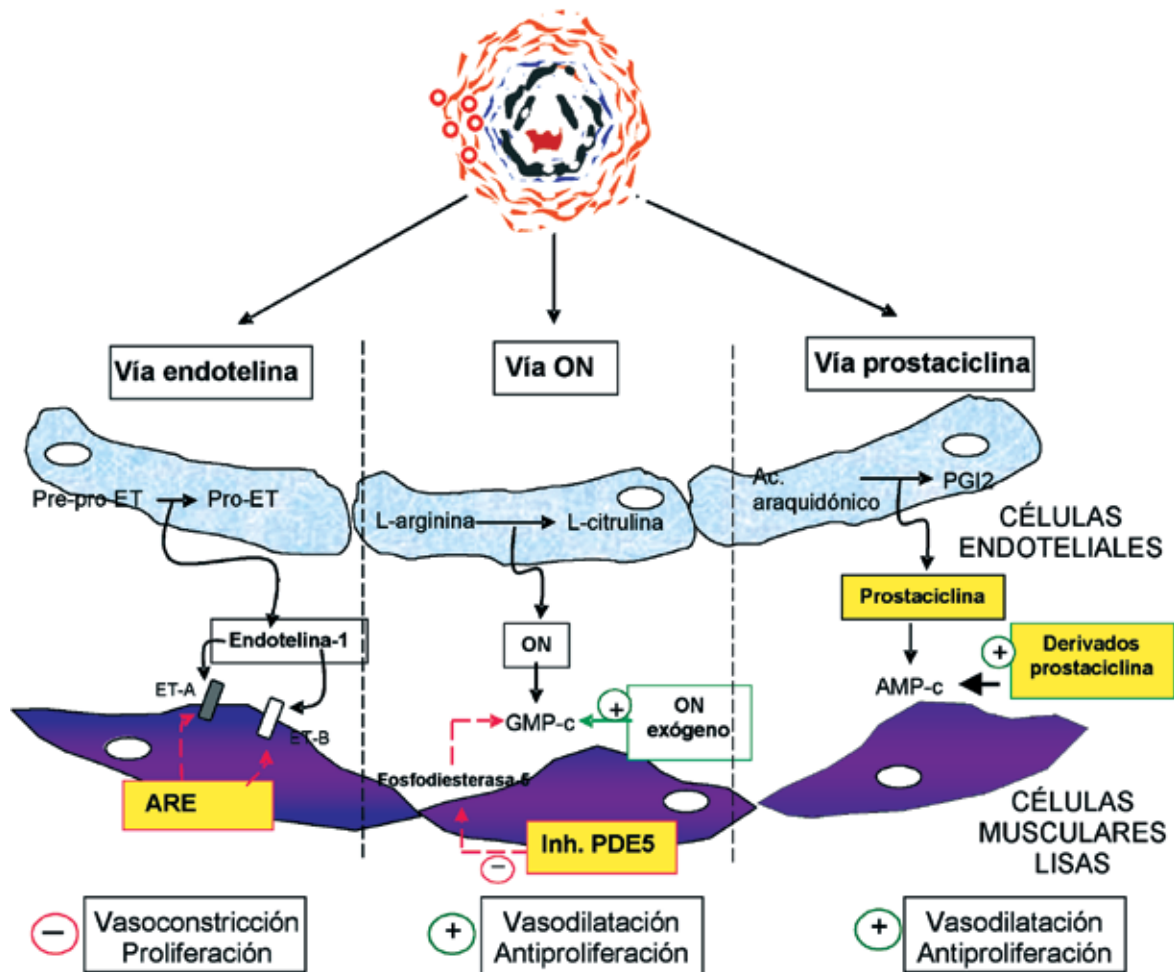 Vía endotelina
Vía ON
Vía prostaciclina
Pre-pro-ET
Pro-ET
L-arginina
L-citrulina
Ac.
araquidónico
PGI2
CÉLULAS
ENDOTELIALES
Endotelina-1
ET-A
ET-B
ARE
ON
GMP-c
+
ON
exógeno
Fosfodiesterasa-5
Inh. PDE5
−
Prostaciclina
AMP-c
+
Derivados
prostaciclina
CÉLULAS
MUSCULARES
LISAS
−
Vasoconstricción
Proliferación
+
Vasodilatación
Antiproliferación
+
Vasodilatación
Antiproliferación